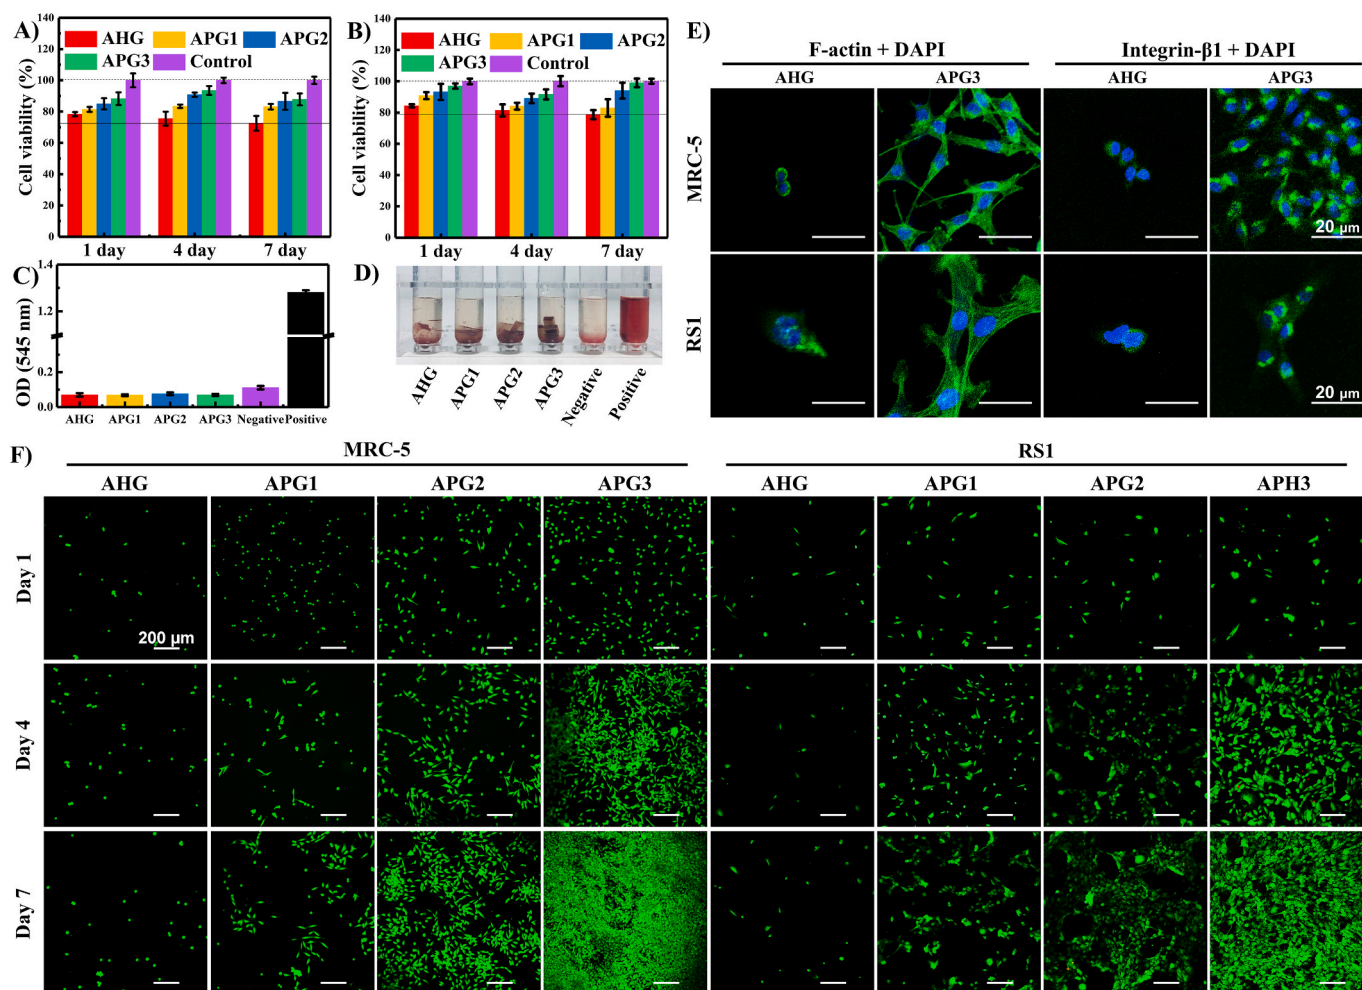 A)
140
120
100
80
60
40
20
0
Cell viability (%)
AHG APG1 APG2
APG3 Control
1 day 4 day 7 day
B)
140
120
100
80
60
40
20
0
Cell viability (%)
AHG APG1 APG2
APG3 Control
1 day 4 day 7 day
C)
OD (545 nm)
1.2
0.2
0.0
AHG APG1 APG2 APG3 Negative Positive
D)
AHG APG1 APG2 APG3 Negative Positive
E)
F-actin + DAPI Integrin-β1 + DAPI
AHG APG3 AHG APG3
MRC-5
20 µm
RS1
20 µm
F)
MRC-5 RS1
AHG APG1 APG2 APG3 AHG APG1 APG2 APH3
Day 1
200 µm
Day 4
Day 7